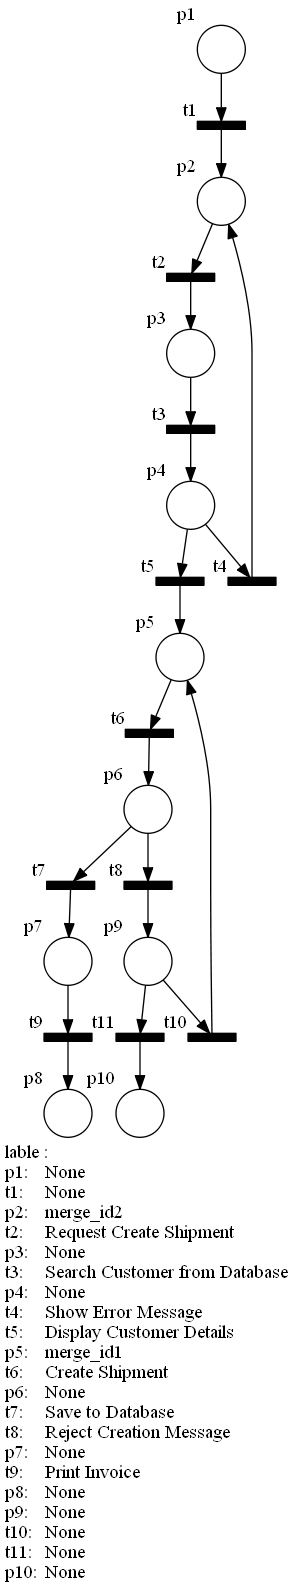 p1
t1
p2
t2
p3
t3
p4
t5 t4
p5
t6
p6
t7 t8
p7 p9
t9 t11 t10
p8 p10
lable :
p1: None
t1: None
p2: merge_id2
t2: Request Create Shipment
p3: None
t3: Search Customer from Database
p4: None
t4: Show Error Message
t5: Display Customer Details
p5: merge_id1
t6: Create Shipment
p6: None
t7: Save to Database
t8: Reject Creation Message
p7: None
t9: Print Invoice
p8: None
p9: None
t10: None
t11: None
p10: None